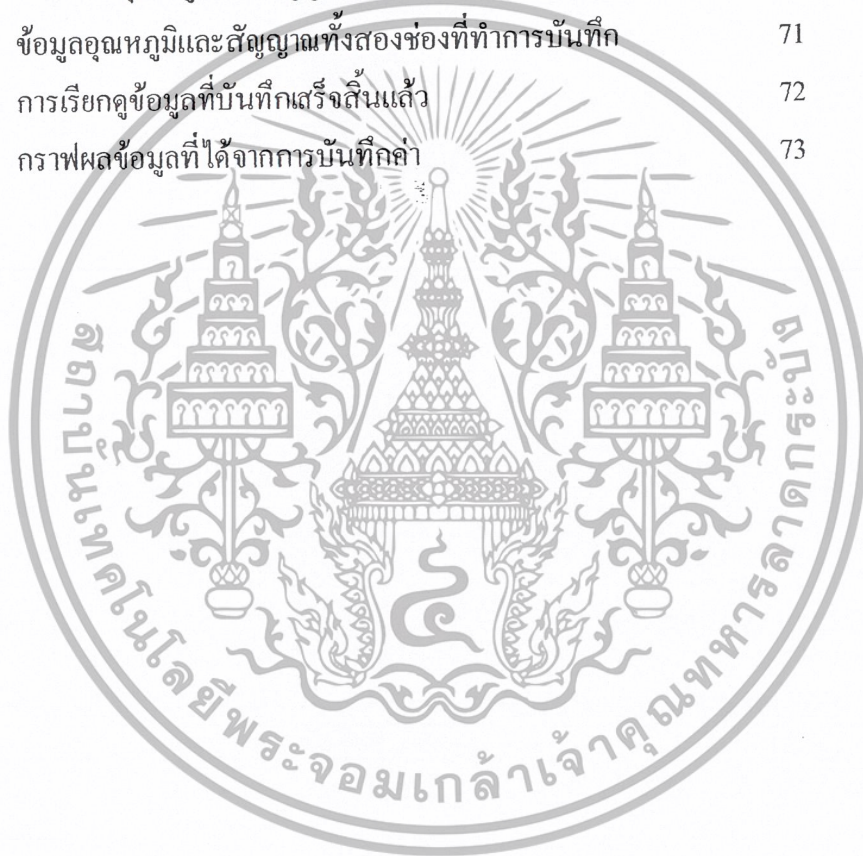 ข้อมูลอุณหภูมิและสัญญาณทั้งสองช่องที่ทำการบันทึก 71
การเรียกดูข้อมูลที่บันทึกเสร็จสิ้นแล้ว 72
กราฟผลข้อมูลที่ได้จากการบันทึกค่า 73
สถาบันเทคโนโลยีพระจอมเกล้าเจ้าคุณทหารลาดกระบัง
๔